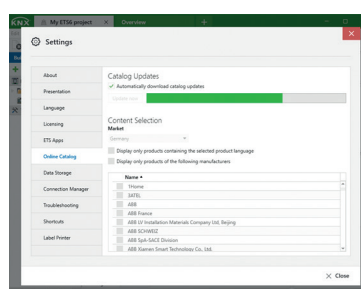 KNX My ETS6 project × Overview +
Settings
About
Presentation
Language
Licensing
ETS Apps
Online Catalog
Data Storage
Connection Manager
Troubleshooting
Shortcuts
Label Printer
Catalog Updates
Automatically download catalog updates
Update now
Content Selection
Market
Germany
Display only products containing the selected product language
Display only products of the following manufacturers
Name
1Home
3ATEL
ABB
ABB France
ABB LV Installation Materials Company Ltd, Beijing
ABB SCHWEIZ
ABB SpA-SACE Division
ABB Xiamen Smart Technology Co., Ltd.
Close